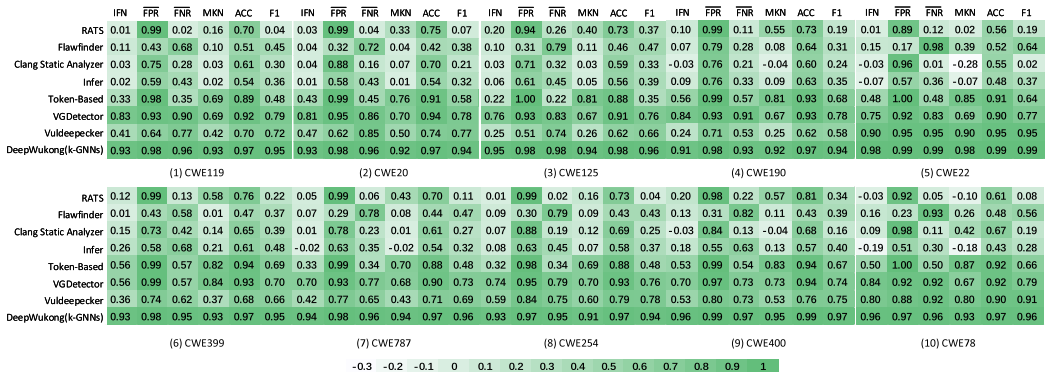 IFN FPR FNR MKN ACC F1 IFN FPR FNR MKN ACC F1 IFN FPR FNR MKN ACC F1 IFN FPR FNR MKN ACC F1 IFN FPR FNR MKN ACC F1
RATS 0.01 0.99 0.02 0.16 0.70 0.04 0.03 0.99 0.04 0.33 0.75 0.07 0.20 0.94 0.26 0.40 0.73 0.37 0.10 0.99 0.11 0.55 0.73 0.19 0.01 0.89 0.12 0.02 0.56 0.19
Flawfinder 0.11 0.43 0.68 0.10 0.51 0.45 0.04 0.32 0.72 0.04 0.42 0.38 0.10 0.31 0.79 0.11 0.46 0.47 0.07 0.24 0.83 0.09 0.41 0.44 0.15 0.17 0.98 0.39 0.52 0.64
Clang Static Analyzer 0.03 0.75 0.28 0.03 0.61 0.30 0.04 0.88 0.16 0.07 0.70 0.21 0.03 0.71 0.32 0.03 0.59 0.33 -0.03 0.76 0.21 -0.04 0.60 0.24 -0.03 0.96 0.01 -0.28 0.55 0.02
Infer 0.02 0.59 0.43 0.02 0.54 0.36 0.01 0.58 0.43 0.01 0.54 0.32 0.06 0.61 0.45 0.05 0.56 0.39 0.09 0.76 0.33 0.09 0.63 0.35 -0.07 0.57 0.36 -0.07 0.48 0.37
Token-Based 0.33 0.98 0.35 0.69 0.89 0.48 0.43 0.99 0.45 0.76 0.91 0.58 0.22 1.00 0.22 0.81 0.88 0.35 0.56 0.99 0.57 0.81 0.93 0.68 0.48 1.00 0.48 0.85 0.91 0.64
VGDetector 0.83 0.93 0.90 0.69 0.92 0.79 0.81 0.95 0.86 0.70 0.94 0.78 0.76 0.93 0.83 0.67 0.91 0.76 0.84 0.93 0.91 0.67 0.93 0.78 0.75 0.92 0.83 0.69 0.90 0.77
Vuldeepecker 0.41 0.64 0.77 0.42 0.70 0.72 0.47 0.62 0.85 0.50 0.74 0.77 0.25 0.51 0.74 0.26 0.62 0.66 0.24 0.71 0.53 0.25 0.62 0.58 0.90 0.95 0.95 0.90 0.95 0.95
DeepWukong(k-GNNs) 0.93 0.98 0.96 0.93 0.97 0.95 0.93 0.98 0.96 0.92 0.97 0.94 0.95 0.98 0.98 0.94 0.98 0.96 0.91 0.98 0.93 0.92 0.97 0.93 0.98 0.99 0.99 0.98 0.99 0.99
(1) CWE119 (2) CWE20 (3) CWE125 (4) CWE190 (5) CWE22
RATS 0.12 0.99 0.13 0.58 0.76 0.22 0.05 0.99 0.06 0.43 0.70 0.11 0.01 0.99 0.02 0.16 0.73 0.04 0.20 0.98 0.22 0.57 0.81 0.34 -0.03 0.92 0.05 -0.10 0.61 0.08
Flawfinder 0.01 0.43 0.58 0.01 0.47 0.37 0.07 0.29 0.78 0.08 0.44 0.47 0.09 0.30 0.79 0.09 0.43 0.43 0.13 0.31 0.82 0.11 0.43 0.39 0.16 0.23 0.93 0.26 0.48 0.56
Clang Static Analyzer 0.15 0.73 0.42 0.14 0.65 0.39 0.01 0.78 0.23 0.01 0.61 0.27 0.07 0.88 0.19 0.12 0.69 0.25 -0.03 0.84 0.13 -0.04 0.68 0.16 0.09 0.98 0.11 0.42 0.67 0.19
Infer 0.26 0.58 0.68 0.21 0.61 0.48 -0.02 0.63 0.35 -0.02 0.54 0.32 0.08 0.63 0.45 0.07 0.58 0.37 0.18 0.55 0.63 0.13 0.57 0.40 -0.19 0.51 0.30 -0.18 0.43 0.28
Token-Based 0.56 0.99 0.57 0.82 0.94 0.69 0.33 0.99 0.34 0.70 0.88 0.48 0.32 0.98 0.34 0.69 0.88 0.48 0.53 0.99 0.54 0.83 0.94 0.67 0.50 1.00 0.50 0.87 0.92 0.66
VGDetector 0.56 0.99 0.57 0.84 0.93 0.70 0.70 0.93 0.77 0.68 0.90 0.73 0.74 0.95 0.79 0.70 0.93 0.76 0.70 0.97 0.73 0.73 0.94 0.74 0.84 0.92 0.92 0.67 0.92 0.79
Vuldeepecker 0.36 0.74 0.62 0.37 0.68 0.66 0.42 0.77 0.65 0.43 0.71 0.69 0.59 0.84 0.75 0.60 0.79 0.78 0.53 0.80 0.73 0.53 0.76 0.75 0.80 0.88 0.92 0.80 0.90 0.91
DeepWukong(k-GNNs) 0.93 0.98 0.95 0.93 0.97 0.95 0.94 0.98 0.96 0.94 0.97 0.96 0.93 0.97 0.95 0.91 0.97 0.94 0.96 0.99 0.97 0.94 0.97 0.97 0.96 0.97 0.96 0.93 0.97 0.96
(6) CWE399 (7) CWE787 (8) CWE254 (9) CWE400 (10) CWE78
-0.3 -0.2 -0.1 0 0.1 0.2 0.3 0.4 0.5 0.6 0.7 0.8 0.9 1